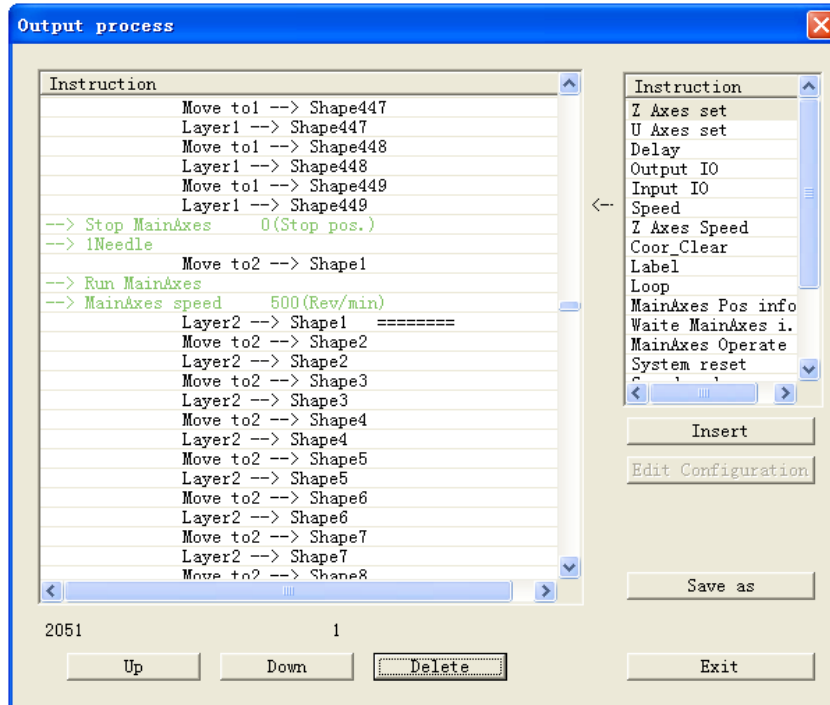 Output process
Instruction
Move to1 --> Shape447
Layer1 --> Shape447
Move to1 --> Shape448
Layer1 --> Shape448
Move to1 --> Shape449
Layer1 --> Shape449
--> Stop MainAxes 0(Stop pos.)
--> 1Needle
Move to2 --> Shape1
--> Run MainAxes
--> MainAxes speed 500(Rev/min)
Layer2 --> Shape1 ========
Move to2 --> Shape2
Layer2 --> Shape2
Move to2 --> Shape3
Layer2 --> Shape3
Move to2 --> Shape4
Layer2 --> Shape4
Move to2 --> Shape5
Layer2 --> Shape5
Move to2 --> Shape6
Layer2 --> Shape6
Move to2 --> Shape7
Layer2 --> Shape7
Move to2 --> Shape8
2051 1
Up Down Delete
<--
Instruction
Z Axes set
U Axes set
Delay
Output IO
Input IO
Speed
Z Axes Speed
Coor_Clear
Label
Loop
MainAxes Pos info
Waite MainAxes i.
MainAxes Operate
System reset
Insert
Edit Configuration
Save as
Exit